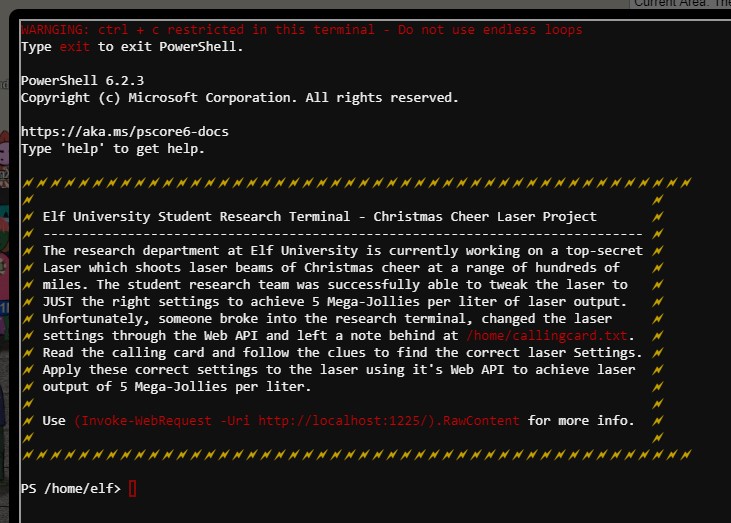 Current Area: The
WARNGING: ctrl + c restricted in this terminal - Do not use endless loops
Type exit to exit PowerShell.
PowerShell 6.2.3
Copyright (c) Microsoft Corporation. All rights reserved.
https://aka.ms/pscore6-docs
Type 'help' to get help.
Elf University Student Research Terminal - Christmas Cheer Laser Project
------------------------------------------------------------------------------
The research department at Elf University is currently working on a top-secret
Laser which shoots laser beams of Christmas cheer at a range of hundreds of
miles. The student research team was successfully able to tweak the laser to
JUST the right settings to achieve 5 Mega-Jollies per liter of laser output.
Unfortunately, someone broke into the research terminal, changed the laser
settings through the Web API and left a note behind at /home/callingcard.txt.
Read the calling card and follow the clues to find the correct laser Settings.
Apply these correct settings to the laser using it's Web API to achieve laser
output of 5 Mega-Jollies per liter.
Use (Invoke-WebRequest -Uri http://localhost:1225/).RawContent for more info.
PS /home/elf>